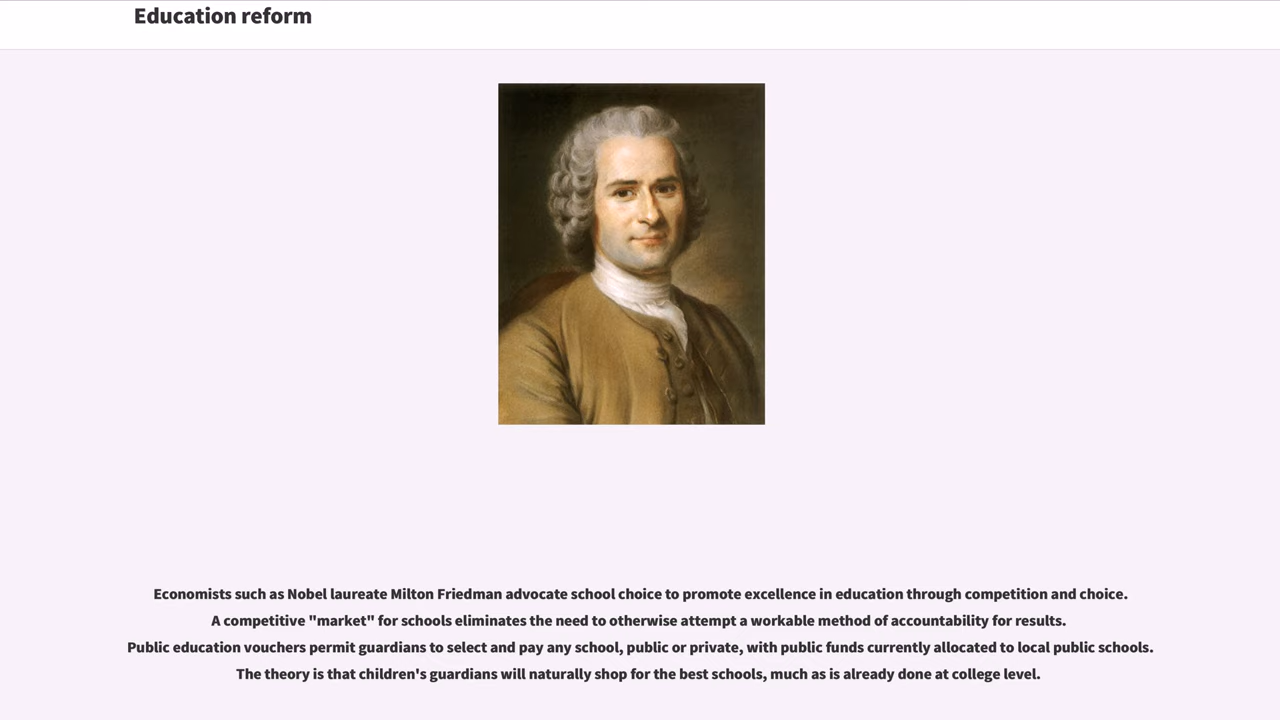 Education reform
Economists such as Nobel laureate Milton Friedman advocate school choice to promote excellence in education through competition and choice.
A competitive "market" for schools eliminates the need to otherwise attempt a workable method of accountability for results.
Public education vouchers permit guardians to select and pay any school, public or private, with public funds currently allocated to local public schools.
The theory is that children's guardians will naturally shop for the best schools, much as is already done at college level.